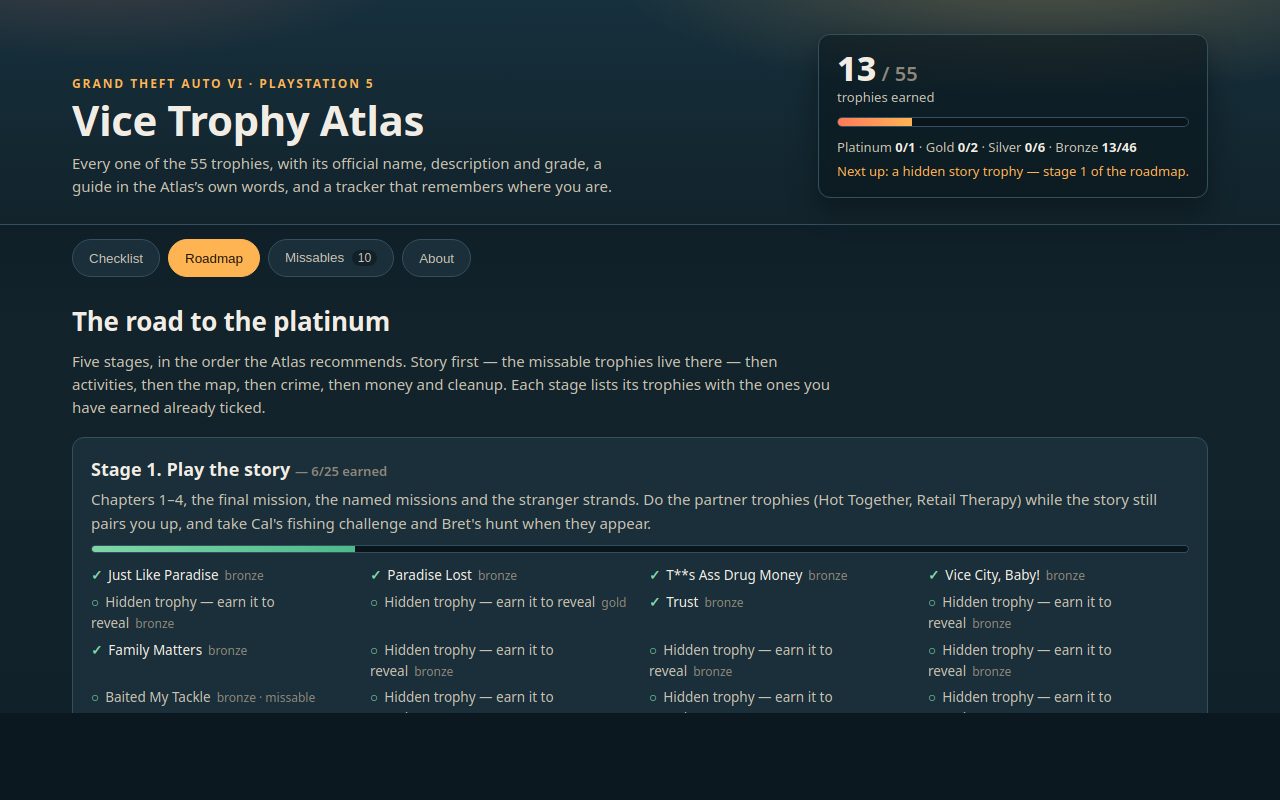 GRAND THEFT AUTO VI · PLAYSTATION 5
Vice Trophy Atlas
Every one of the 55 trophies, with its official name, description and grade, a
guide in the Atlas's own words, and a tracker that remembers where you are.
13 / 55
trophies earned
Platinum 0/1 · Gold 0/2 · Silver 0/6 · Bronze 13/46
Next up: a hidden story trophy — stage 1 of the roadmap.
Checklist Roadmap Missables 10 About
The road to the platinum
Five stages, in the order the Atlas recommends. Story first — the missable trophies live there — then
activities, then the map, then crime, then money and cleanup. Each stage lists its trophies with the ones you
have earned already ticked.
Stage 1. Play the story — 6/25 earned
Chapters 1–4, the final mission, the named missions and the stranger strands. Do the partner trophies (Hot Together, Retail Therapy) while the story still
pairs you up, and take Cal's fishing challenge and Bret's hunt when they appear.
✓ Just Like Paradise bronze
✓ Paradise Lost bronze
✓ T**s Ass Drug Money bronze
✓ Vice City, Baby! bronze
○ Hidden trophy — earn it to
reveal bronze
○ Hidden trophy — earn it to reveal gold
✓ Trust bronze
○ Hidden trophy — earn it to
reveal bronze
✓ Family Matters bronze
○ Hidden trophy — earn it to
reveal bronze
○ Hidden trophy — earn it to
reveal bronze
○ Hidden trophy — earn it to
reveal bronze
○ Baited My Tackle bronze · missable
○ Hidden trophy — earn it to
○ Hidden trophy — earn it to
○ Hidden trophy — earn it to